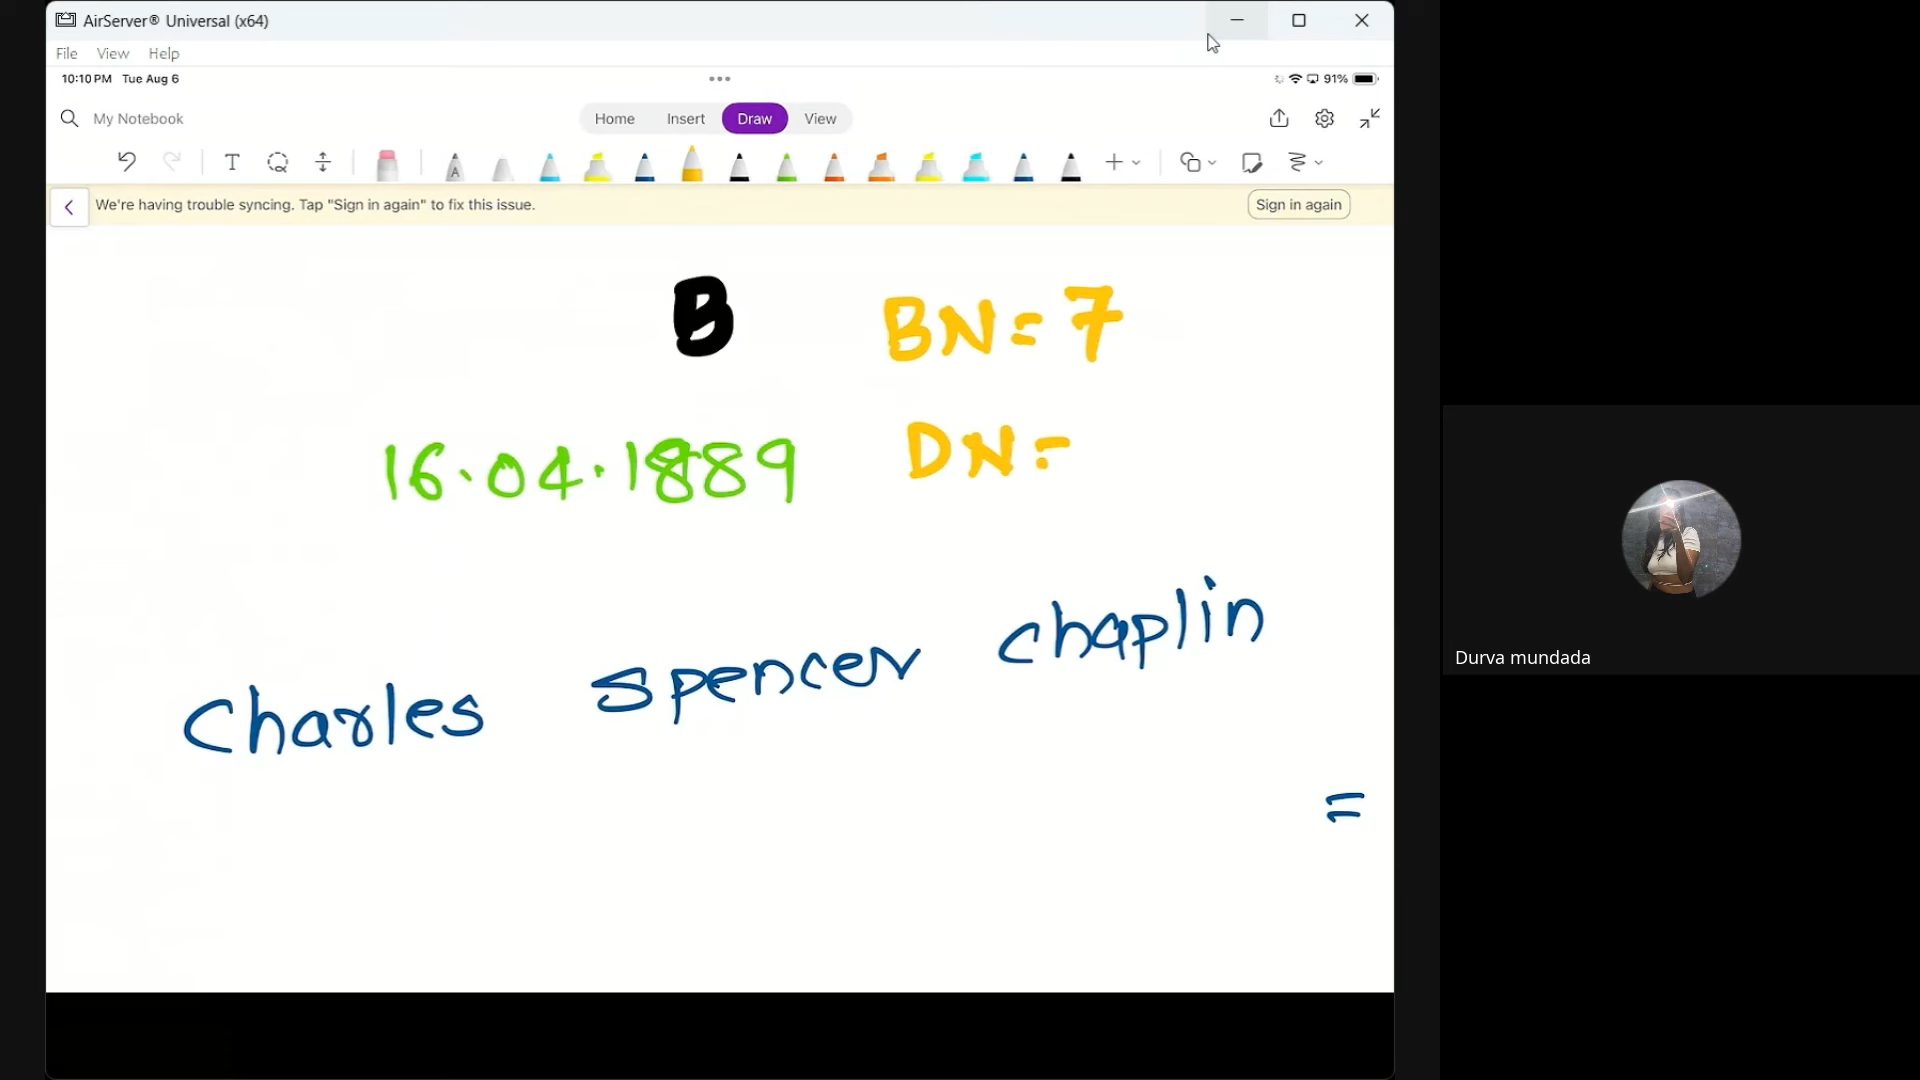 AirServer® Universal (x64)
File View Help
10:10 PM Tue Aug 6
91%
My Notebook
Home Insert Draw View
T
A
We're having trouble syncing. Tap "Sign in again" to fix this issue.
Sign in again
B BN=7
16.04.1889 DN=
Charles spencer chaplin
=
Durva mundada